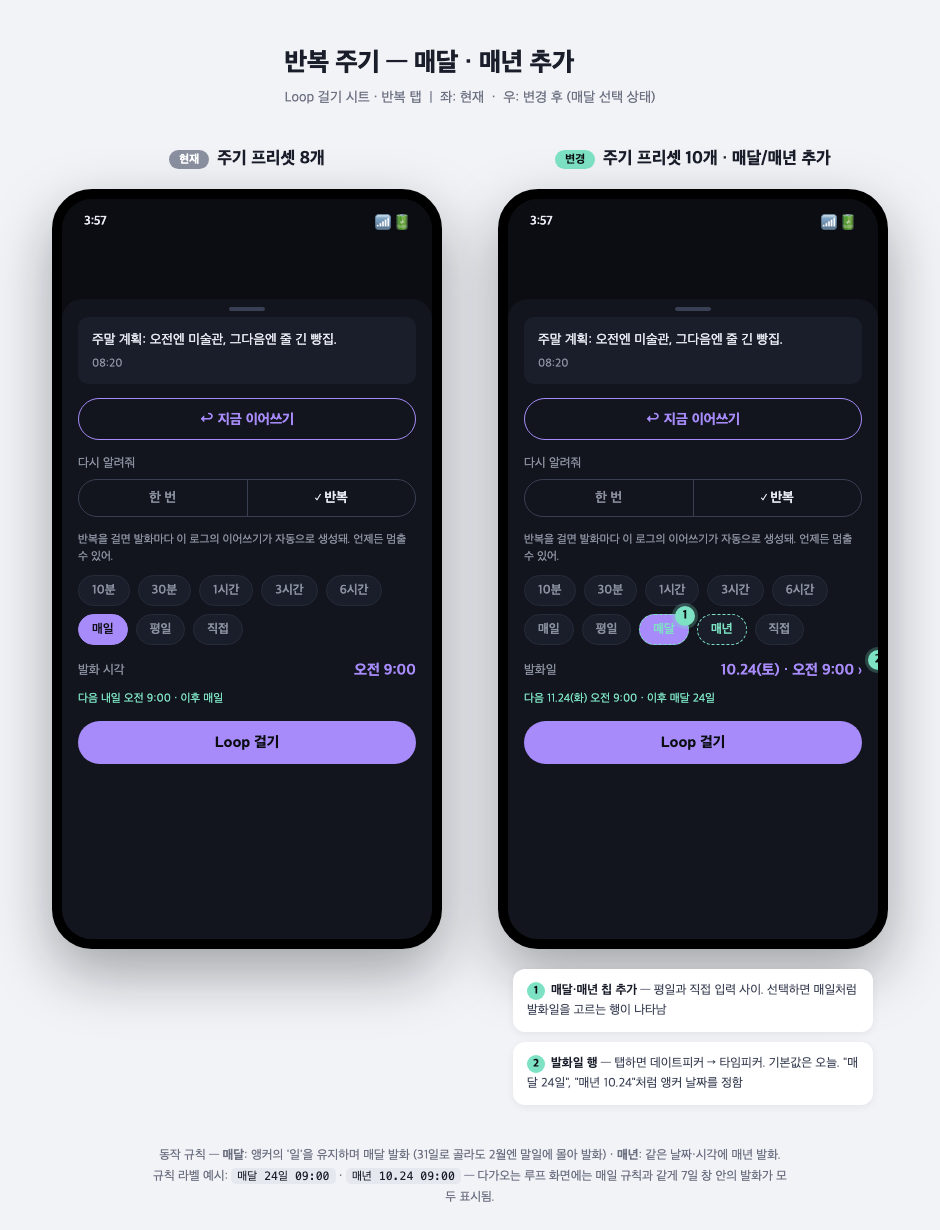 반복 주기 — 매달 · 매년 추가
Loop 걸기 시트 · 반복 탭 | 좌: 현재 · 우: 변경 후 (매달 선택 상태)
현재 주기 프리셋 8개
3:57
주말 계획: 오전엔 미술관, 그다음엔 줄 긴 빵집.
08:20
↩ 지금 이어쓰기
다시 알려줘
한 번 ✓ 반복
반복을 걸면 발화마다 이 로그의 이어쓰기가 자동으로 생성돼. 언제든 멈출
수 있어.
10분 30분 1시간 3시간 6시간
매일 평일 직접
발화 시각 오전 9:00
다음 내일 오전 9:00 · 이후 매일
Loop 걸기
변경 주기 프리셋 10개 · 매달/매년 추가
3:57
주말 계획: 오전엔 미술관, 그다음엔 줄 긴 빵집.
08:20
↩ 지금 이어쓰기
다시 알려줘
한 번 ✓ 반복
반복을 걸면 발화마다 이 로그의 이어쓰기가 자동으로 생성돼. 언제든 멈출
수 있어.
10분 30분 1시간 3시간 6시간
매일 평일 매달 1 매년 직접
발화일 10.24(토) · 오전 9:00 ›
다음 11.24(화) 오전 9:00 · 이후 매달 24일
Loop 걸기
1 매달·매년 칩 추가 — 평일과 직접 입력 사이. 선택하면 매일처럼
발화일을 고르는 행이 나타남
2 발화일 행 — 탭하면 데이트피커 → 타임피커. 기본값은 오늘. "매
달 24일", "매년 10.24"처럼 앵커 날짜를 정함
동작 규칙 — 매달: 앵커의 '일'을 유지하며 매달 발화 (31일로 골라도 2월엔 말일에 몰아 발화) · 매년: 같은 날짜·시각에 매년 발화.
규칙 라벨 예시: 매달 24일 09:00 · 매년 10.24 09:00 — 다가오는 루프 화면에는 매일 규칙과 같게 7일 창 안의 발화가 모
두 표시됨.